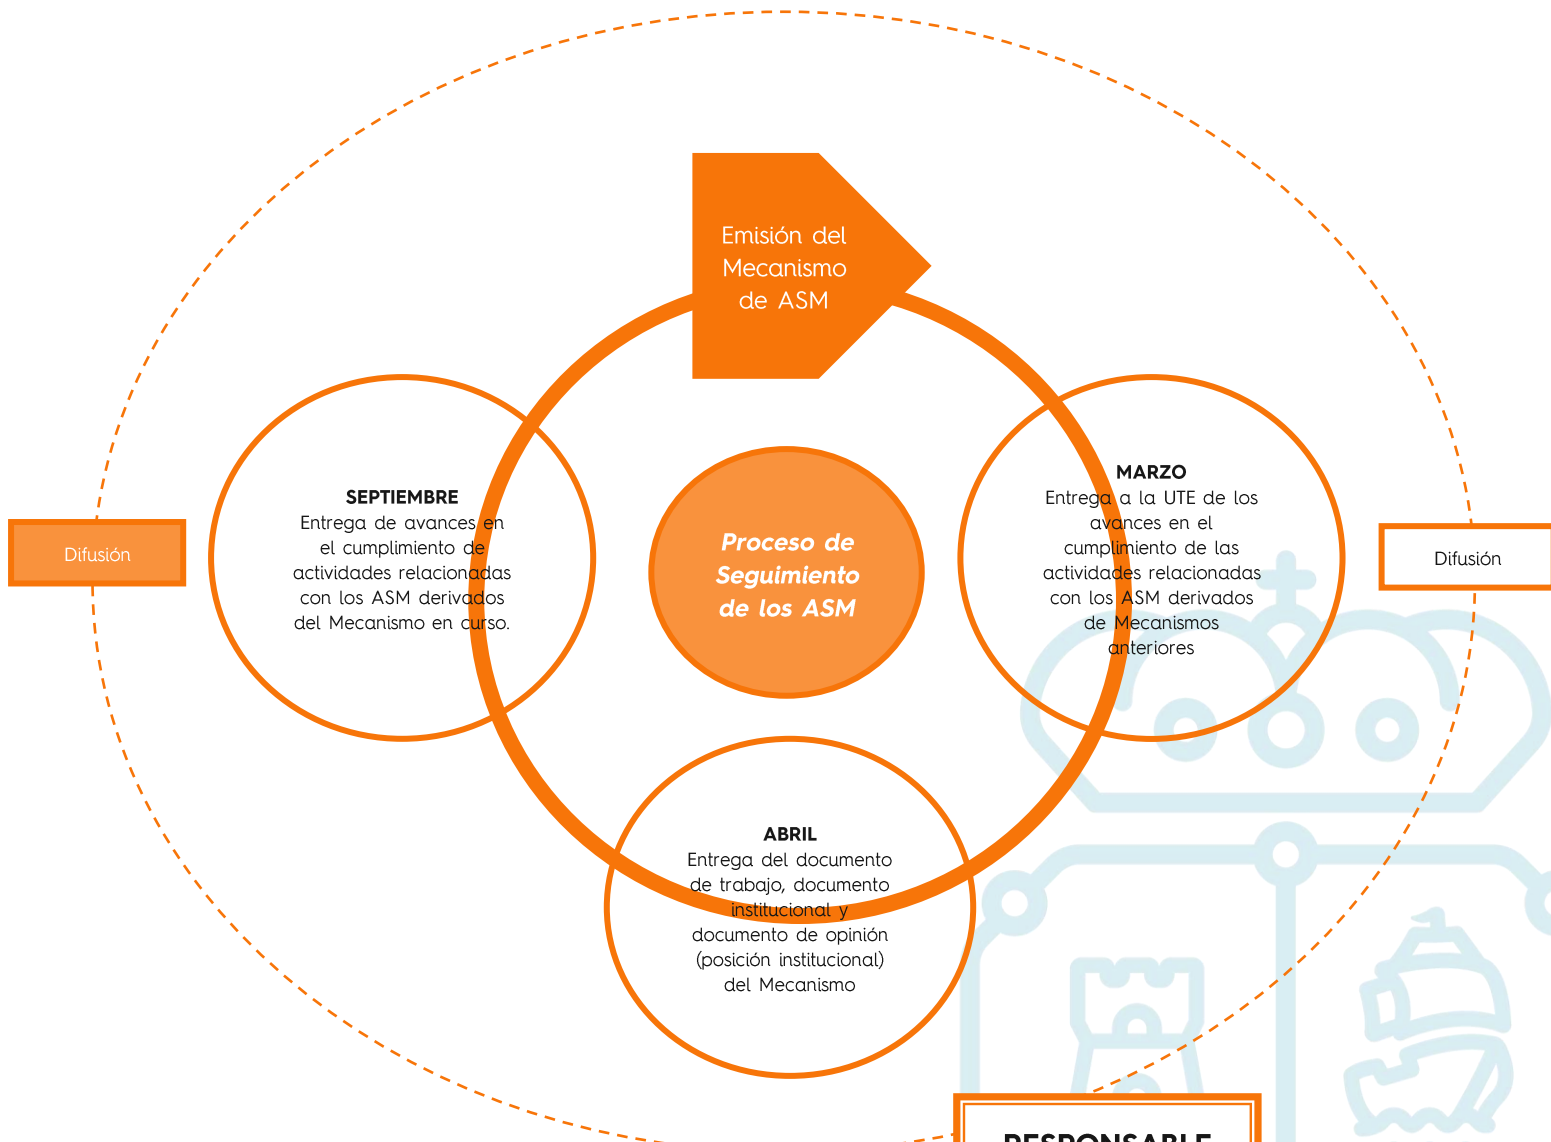 Emisión del
Mecanismo
de ASM
SEPTIEMBRE
Entrega de avances en
el cumplimiento de
actividades relacionadas
con los ASM derivados
del Mecanismo en curso.
Proceso de
Seguimiento
de los ASM
MARZO
Entrega a la UTE de los
avances en el
cumplimiento de las
actividades relacionadas
con los ASM derivados
de Mecanismos
anteriores
Difusión
Difusión
ABRIL
Entrega del documento
de trabajo, documento
institucional y
documento de opinión
(posición institucional)
del Mecanismo
RESPONSABLE